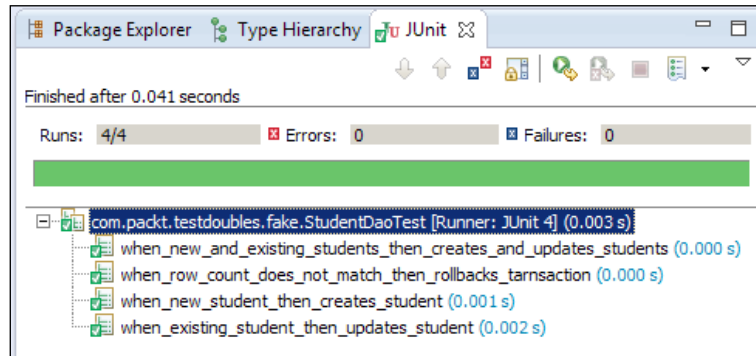 Package Explorer Type Hierarchy JU JUnit
Finished after 0.041 seconds
Runs: 4/4 Errors: 0 Failures: 0
com.packt.testdoubles.fake.StudentDaoTest [Runner: JUnit 4] (0.003 s)
when_new_and_existing_students_then_creates_and_updates_students (0.000 s)
when_row_count_does_not_match_then_rollbacks_tarnsaction (0.000 s)
when_new_student_then_creates_student (0.001 s)
when_existing_student_then_updates_student (0.002 s)